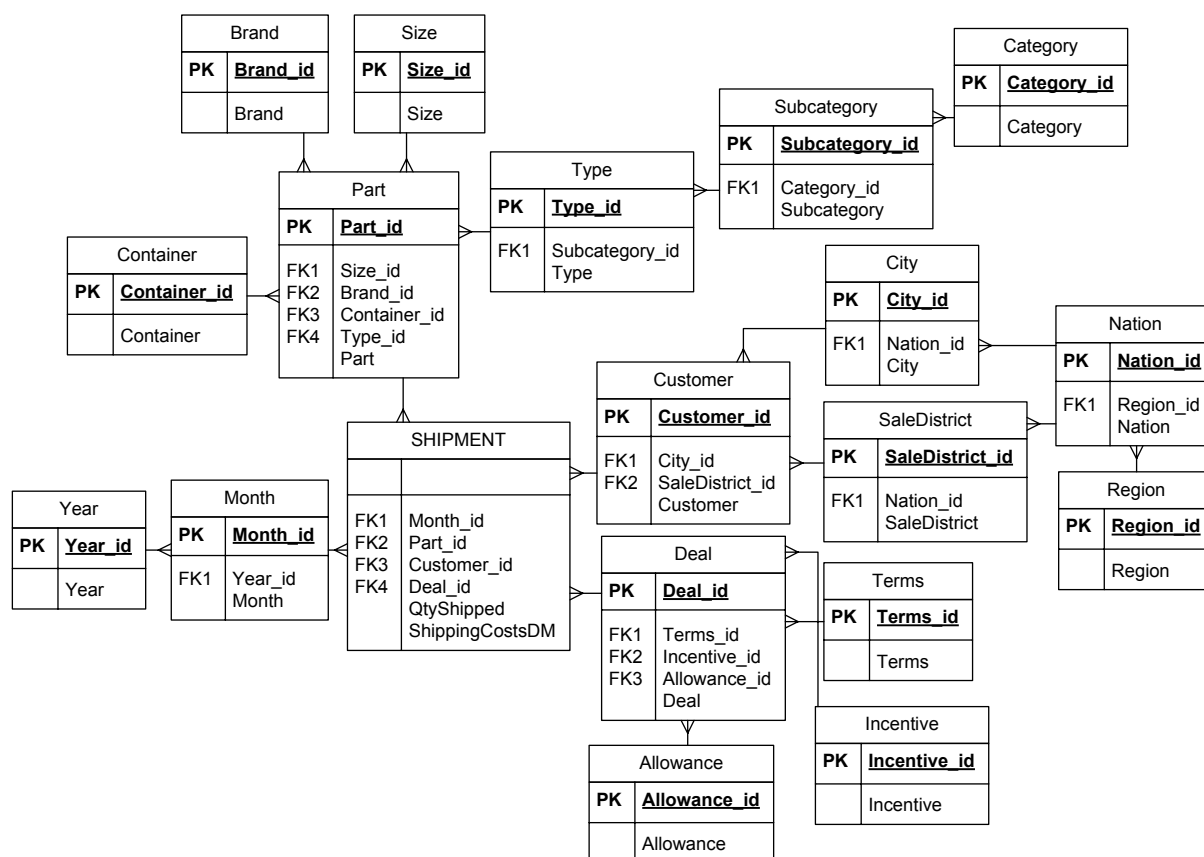 Brand
PK Brand_id
Brand
Size
PK Size_id
Size
Category
PK Category_id
Category
Subcategory
PK Subcategory_id
FK1 Category_id
Subcategory
Type
PK Type_id
FK1 Subcategory_id
Type
Part
PK Part_id
FK1 Size_id
FK2 Brand_id
FK3 Container_id
FK4 Type_id
Part
Container
PK Container_id
Container
City
PK City_id
FK1 Nation_id
City
Nation
PK Nation_id
FK1 Region_id
Nation
Customer
PK Customer_id
FK1 City_id
FK2 SaleDistrict_id
Customer
SaleDistrict
PK SaleDistrict_id
FK1 Nation_id
SaleDistrict
Region
PK Region_id
Region
SHIPMENT
FK1 Month_id
FK2 Part_id
FK3 Customer_id
FK4 Deal_id
QtyShipped
ShippingCostsDM
Year
PK Year_id
Year
Month
PK Month_id
FK1 Year_id
Month
Deal
PK Deal_id
FK1 Terms_id
FK2 Incentive_id
FK3 Allowance_id
Deal
Terms
PK Terms_id
Terms
Incentive
PK Incentive_id
Incentive
Allowance
PK Allowance_id
Allowance